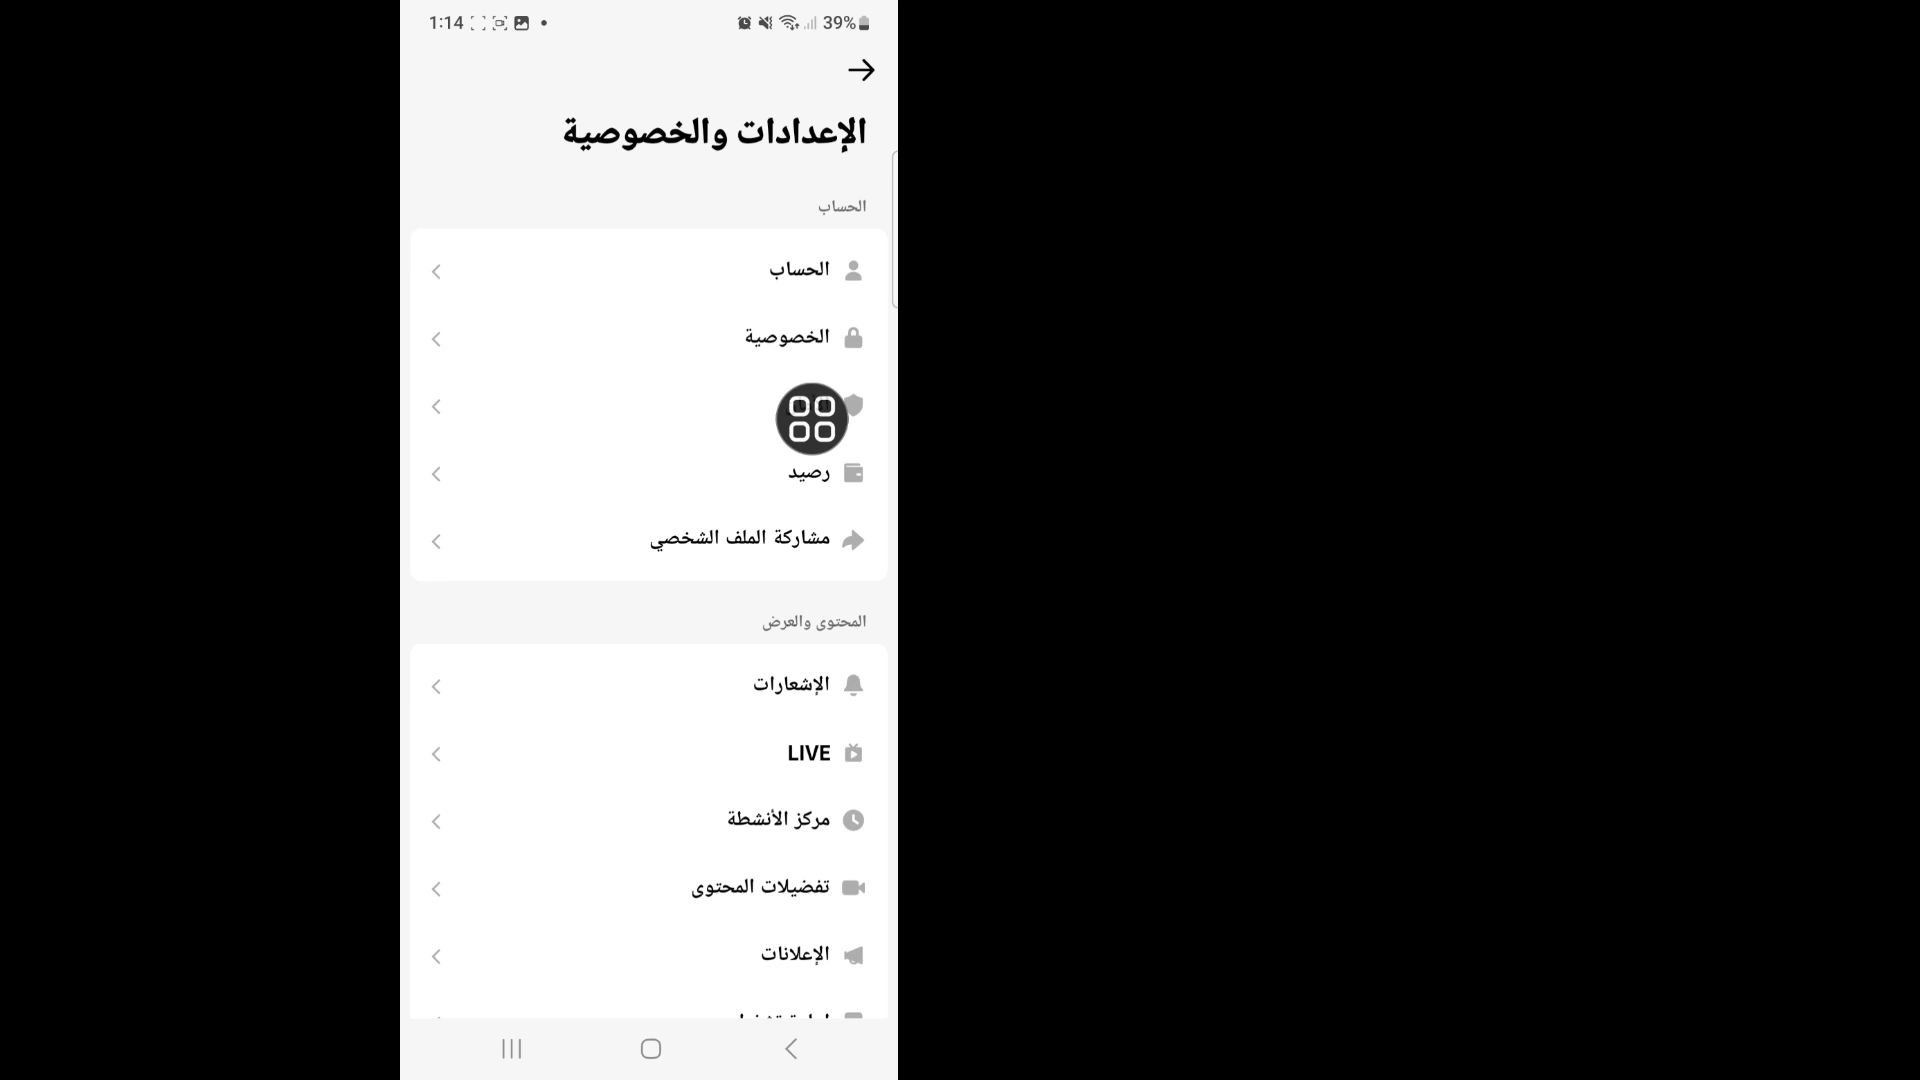 1:14
39%
الإعدادات والخصوصية
الحساب
الحساب
الخصوصية
رصيد
مشاركة الملف الشخصي
المحتوى والعرض
الإشعارات
LIVE
مركز الأنشطة
تفضيلات المحتوى
الإعلانات